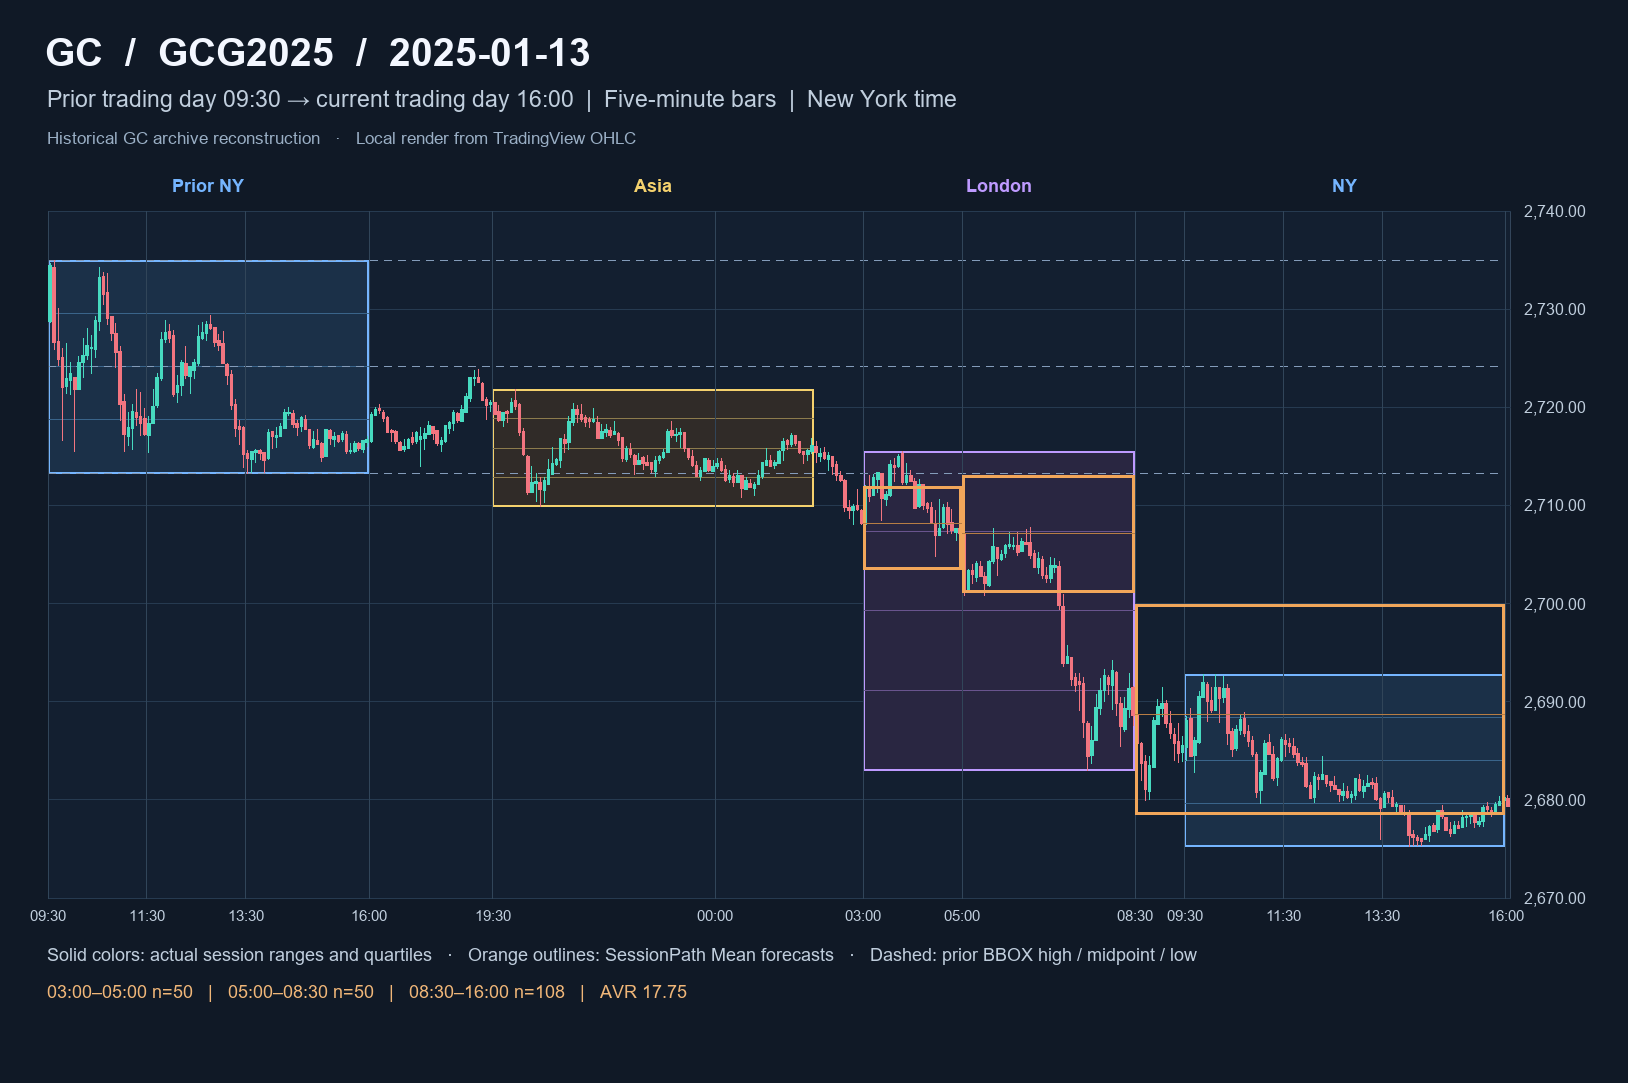 GC / GCG2025 / 2025-01-13
Prior trading day 09:30 → current trading day 16:00 | Five-minute bars | New York time
Historical GC archive reconstruction · Local render from TradingView OHLC
Prior NY Asia London NY
2,740.00
2,730.00
2,720.00
2,710.00
2,700.00
2,690.00
2,680.00
2,670.00
09:30 11:30 13:30 16:00 19:30 00:00 03:00 05:00 08:30 09:30 11:30 13:30 16:00
Solid colors: actual session ranges and quartiles · Orange outlines: SessionPath Mean forecasts · Dashed: prior BBOX high / midpoint / low
03:00–05:00 n=50 | 05:00–08:30 n=50 | 08:30–16:00 n=108 | AVR 17.75